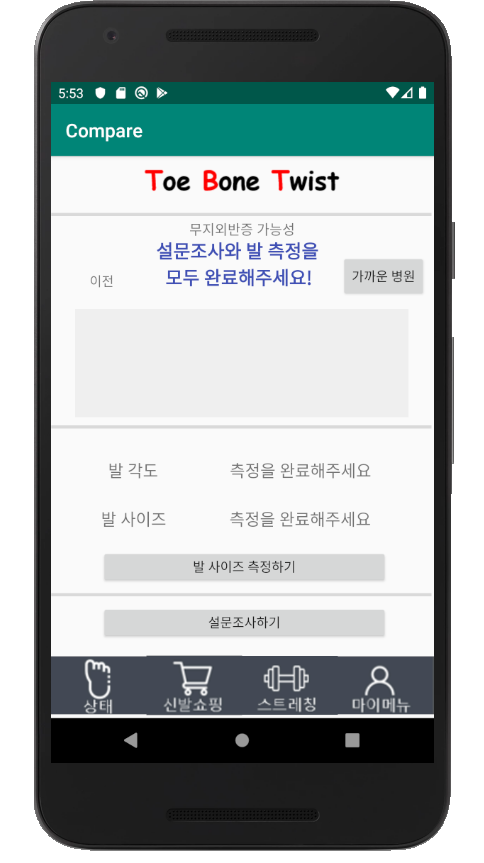 5:53
Compare
Toe Bone Twist
무지외반증 가능성
설문조사와 발 측정을
모두 완료해주세요!
이전
가까운 병원
발 각도
측정을 완료해주세요
발 사이즈
측정을 완료해주세요
발 사이즈 측정하기
설문조사하기
상태
신발쇼핑
스트레칭
마이메뉴